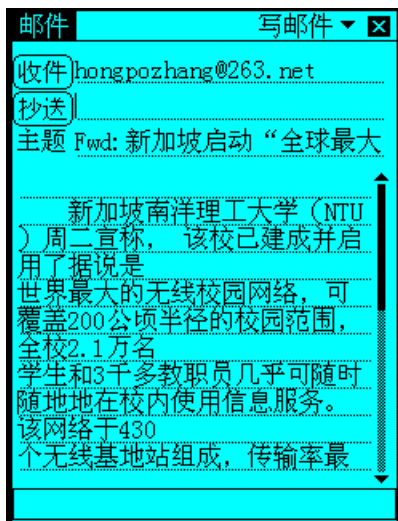 邮件 写邮件
收件 hongpozhang@263.net
抄送
主题 Fwd: 新加坡启动“全球最大
新加坡南洋理工大学（NTU
）周二宣称， 该校已建成并启
用了据说是
世界最大的无线校园网络，可
覆盖200公顷半径的校园范围，
全校2.1万名
学生和3千多教职员几乎可随时
随地地在校内使用信息服务。
该网络于430
个无线基地站组成，传输率最